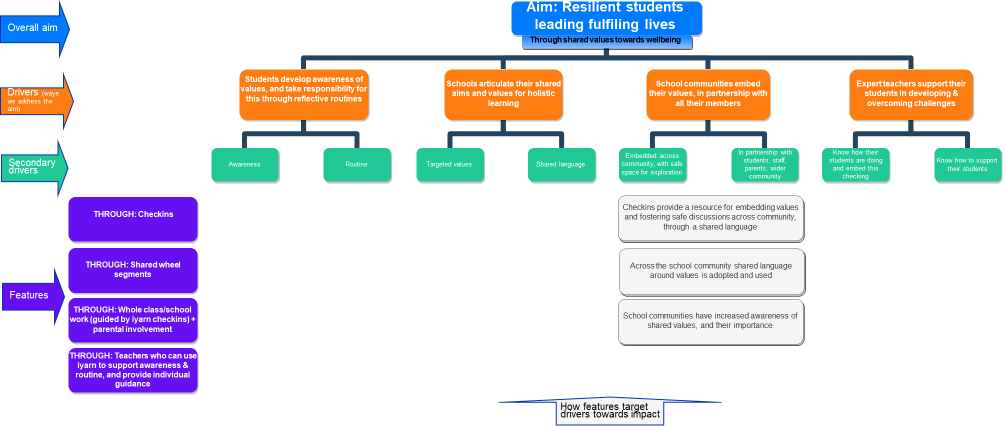 Aim: Resilient students
leading fulfiling lives
Through shared values towards wellbeing
Overall aim
Drivers (ways
we address the
aim)
Students develop awareness of
values, and take responsibility for
this through reflective routines
Schools articulate their shared
aims and values for holistic
learning
School communities embed
their values, in partnership with
all their members
Expert teachers support their
students in developing &
overcoming challenges
Secondary
drivers
Awareness
Routine
Targeted values
Shared language
Embedded across
community, with safe
space for exploration
In partnership with
students, staff,
parents, wider
community
Know how their
students are doing
and embed this
checking
Know how to support
their students
Features
THROUGH: Checkins
THROUGH: Shared wheel
segments
THROUGH: Whole class/school
work (guided by iyarn checkins) +
parental involvement
THROUGH: Teachers who can use
iyarn to support awareness &
routine, and provide individual
guidance
Checkins provide a resource for embedding values
and fostering safe discussions across community,
through a shared language
Across the school community shared language
around values is adopted and used
School communities have increased awareness of
shared values, and their importance
How features target
drivers towards impact